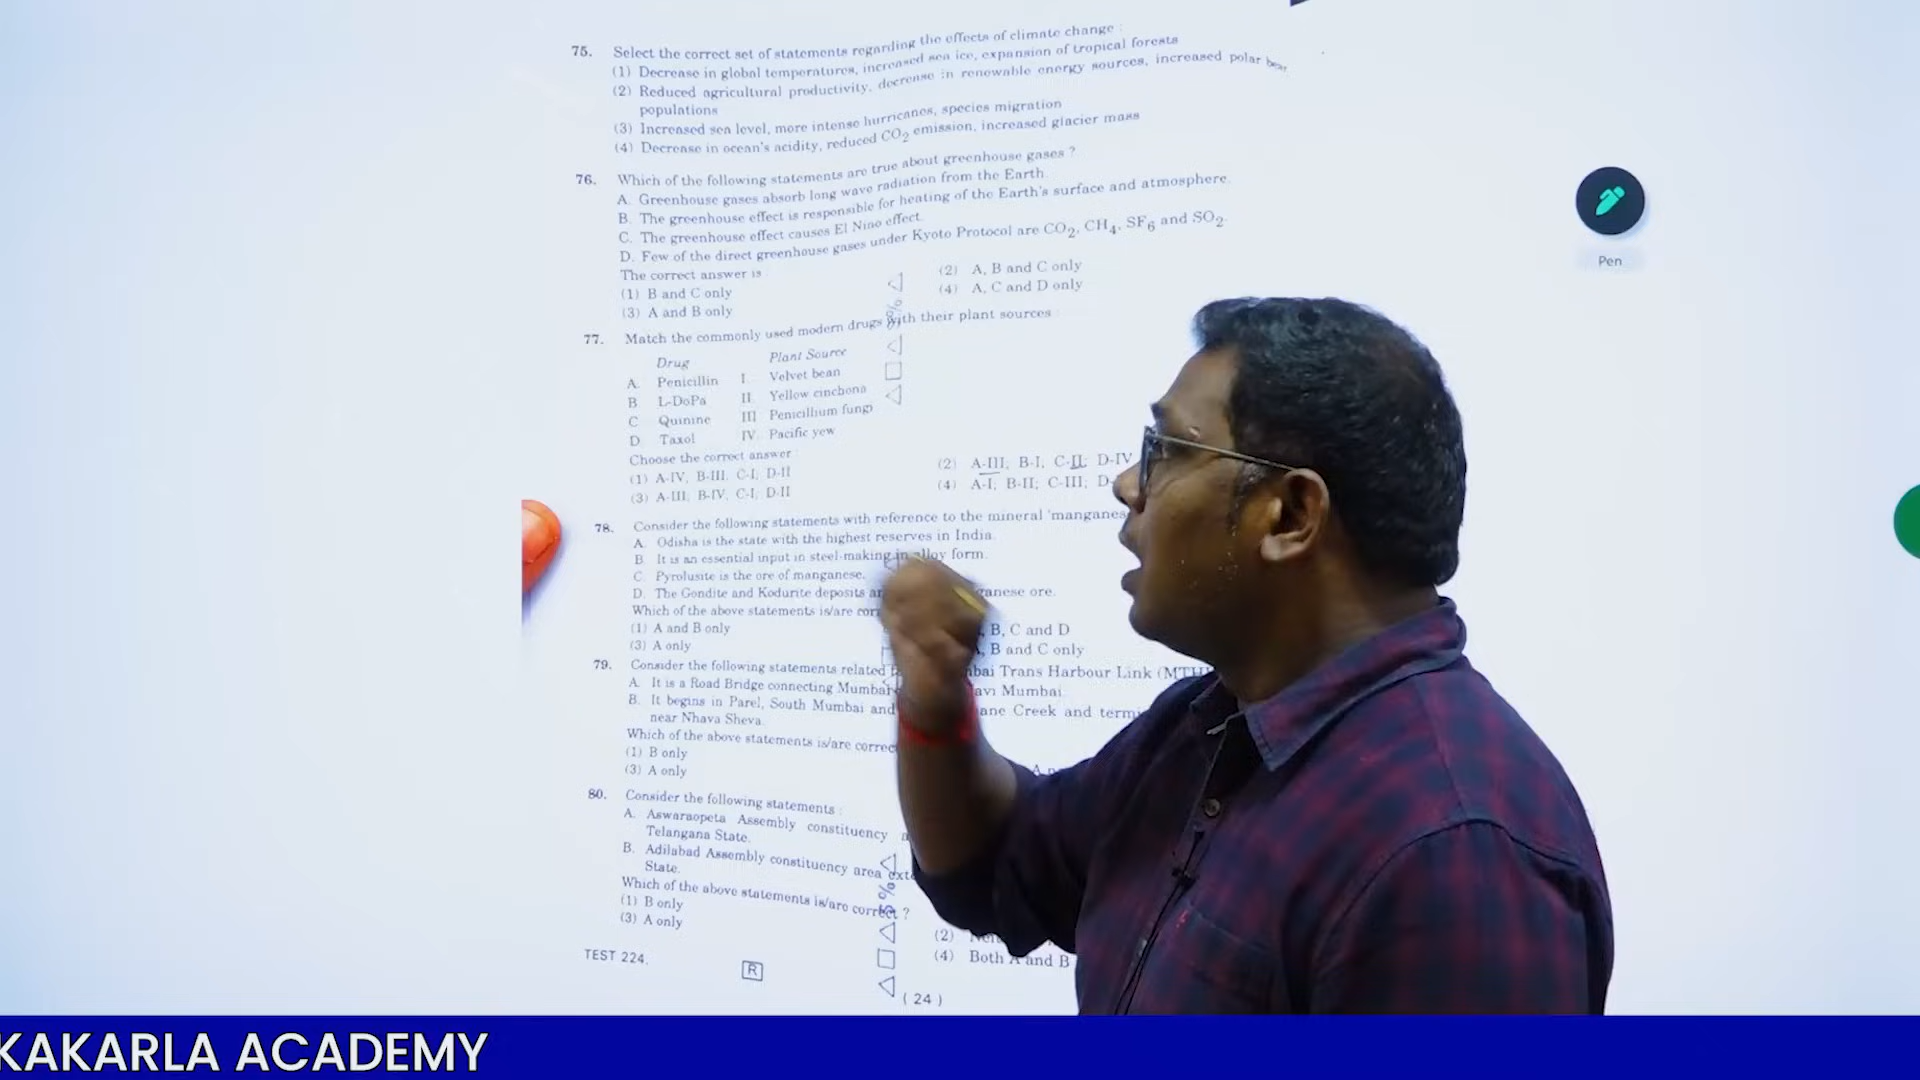 75. Select the correct set of statements regarding the effects of climate change :
(1) Decrease in global temperatures, increased sea ice, expansion of tropical forests
(2) Reduced agricultural productivity, decrease in renewable energy sources, increased polar bear
populations
(3) Increased sea level, more intense hurricanes, species migration
(4) Decrease in ocean's acidity, reduced CO2 emission, increased glacier mass
76. Which of the following statements are true about greenhouse gases ?
A. Greenhouse gases absorb long wave radiation from the Earth.
B. The greenhouse effect is responsible for heating of the Earth's surface and atmosphere.
C. The greenhouse effect causes El Nino effect.
D. Few of the direct greenhouse gases under Kyoto Protocol are CO2, CH4, SF6 and SO2.
The correct answer is :
(1) B and C only (2) A, B and C only
(3) A and B only (4) A, C and D only
77. Match the commonly used modern drugs with their plant sources :
Drug Plant Source
A. Penicillin I. Velvet bean
B L-DoPa II Yellow cinchona
C Quinine III Penicillium fungi
D Taxol IV. Pacific yew
Choose the correct answer :
(1) A-IV, B-III, C-I; D-II (2) A-III; B-I, C-II; D-IV
(3) A-III, B-IV, C-I; D-II (4) A-I; B-II; C-III; D-
78. Consider the following statements with reference to the mineral 'manganes
A. Odisha is the state with the highest reserves in India.
B. It is an essential input in steel-making in alloy form.
C. Pyrolusite is the ore of manganese.
D. The Gondite and Kodurite deposits ganese ore.
Which of the above statements is/are
(1) A and B only B, C and D
(3) A only B and C only
79. Consider the following statements related Trans Harbour Link (MTH
A. It is a Road Bridge connecting Mumbai avi Mumbai.
B. It begins in Parel, South Mumbai and ane Creek and
near Nhava Sheva.
Which of the above statements is/are correc
(1) B only
(3) A only
80. Consider the following statements :
A. Aswaraopeta Assembly constituency
Telangana State.
B. Adilabad Assembly constituency area
State.
Which of the above statements is/are correct ?
(1) B only (2)
(3) A only (4) Both A and B
TEST 224.
R
( 24 )
Pen
KAKARLA ACADEMY